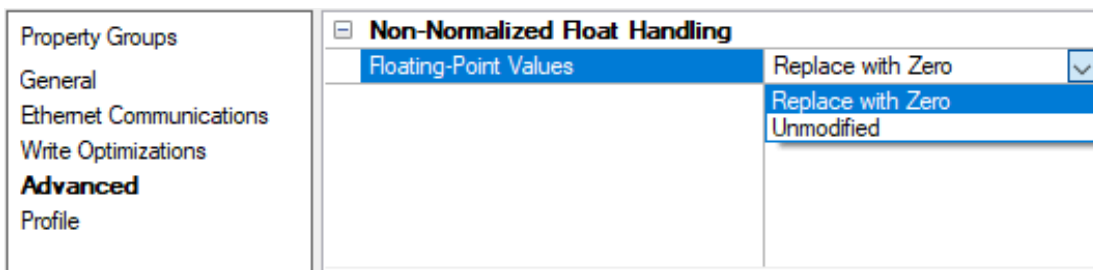 Property Groups
General
Ethernet Communications
Write Optimizations
Advanced
Profile
Non-Normalized Float Handling
Floating-Point Values Replace with Zero
Replace with Zero
Unmodified